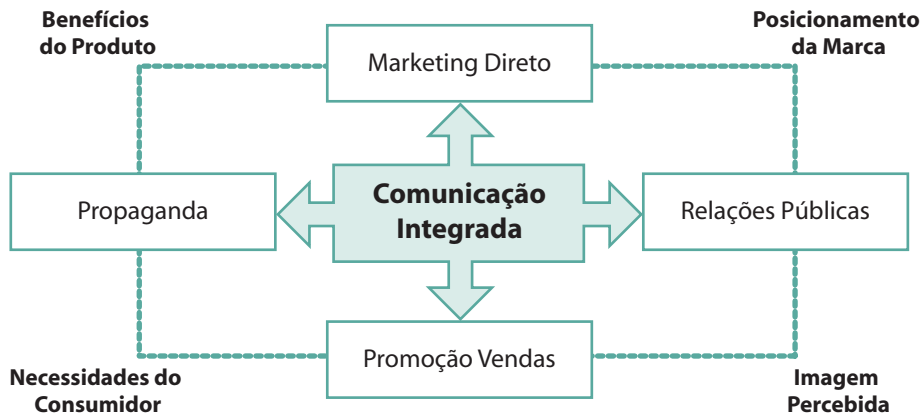 Benefícios
do Produto
Posicionamento
da Marca
Marketing Direto
Propaganda
Comunicação
Integrada
Relações Públicas
Promoção Vendas
Necessidades do
Consumidor
Imagem
Percebida